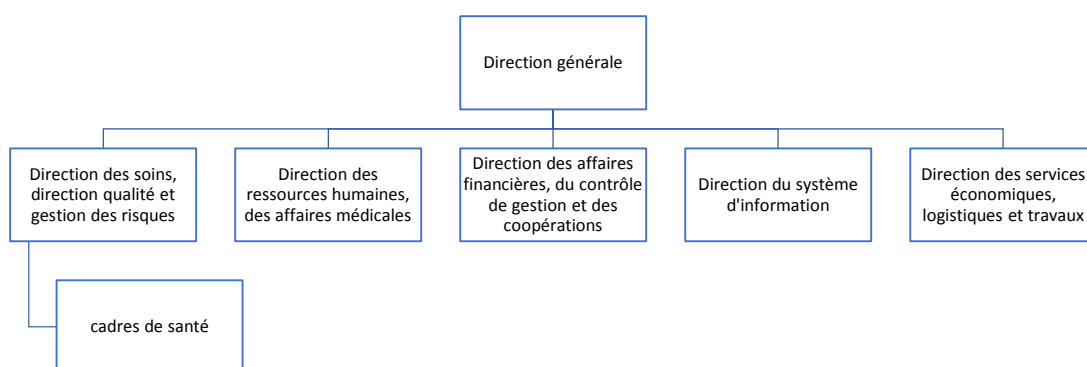 Direction générale
Direction des soins,
direction qualité et
gestion des risques
Direction des
ressources humaines,
des affaires médicales
Direction des affaires
financières, du contrôle
de gestion et des
coopérations
Direction du système
d'information
Direction des services
économiques,
logistiques et travaux
cadres de santé